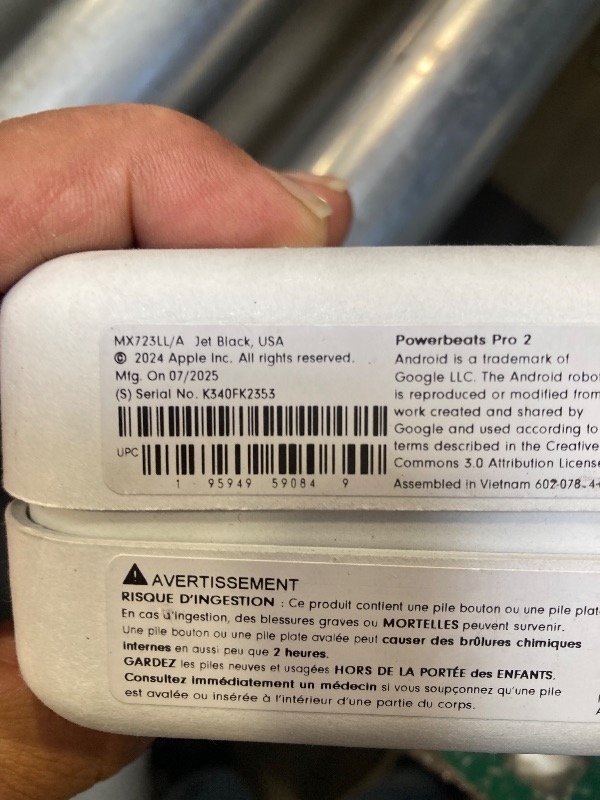 MX723LL/A Jet Black, USA
© 2024 Apple Inc. All rights reserved.
Mfg. On 07/2025
(S) Serial No. K340FK2353
UPC
1 95949 59084 9
Powerbeats Pro 2
Android is a trademark of
Google LLC. The Android robot
is reproduced or modified from
work created and shared by
Google and used according to
terms described in the Creative
Commons 3.0 Attribution License
Assembled in Vietnam 602-078-4
AVERTISSEMENT
RISQUE D'INGESTION : Ce produit contient une pile bouton ou une pile
En cas d'ingestion, des blessures graves ou MORTELLES peuvent survenir.
Une pile bouton ou une pile plate avalée peut causer des brûlures chimiques
internes en aussi peu que 2 heures.
GARDEZ les piles neuves et usagées HORS DE LA PORTÉE des ENFANTS.
Consultez immédiatement un médecin si vous soupçonnez qu'une pile
est avalée ou insérée à l'intérieur d'une partie du corps.